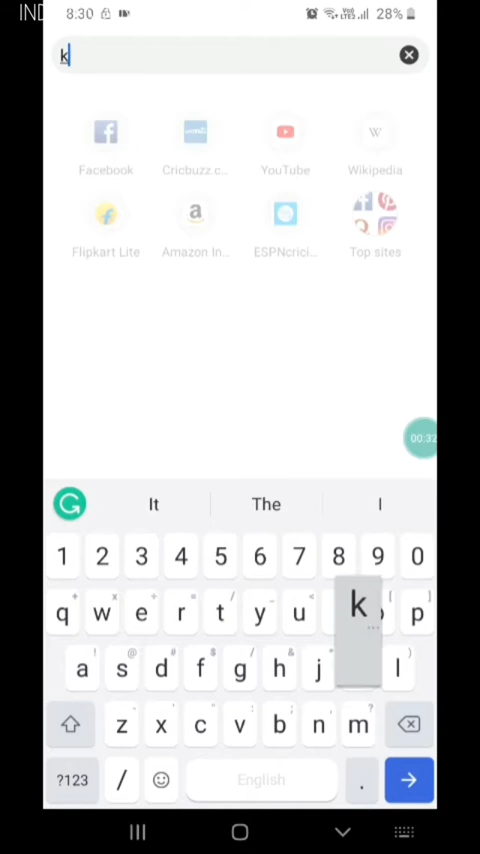 IND
8:30 28%
k
Facebook Cricbuzz.c... YouTube Wikipedia
Flipkart Lite Amazon In... ESPNcrici... Top sites
00:32
It The I
1 2 3 4 5 6 7 8 9 0
q w e r t y u k p
a s d f g h j l
z x c v b n m
?123 / English .